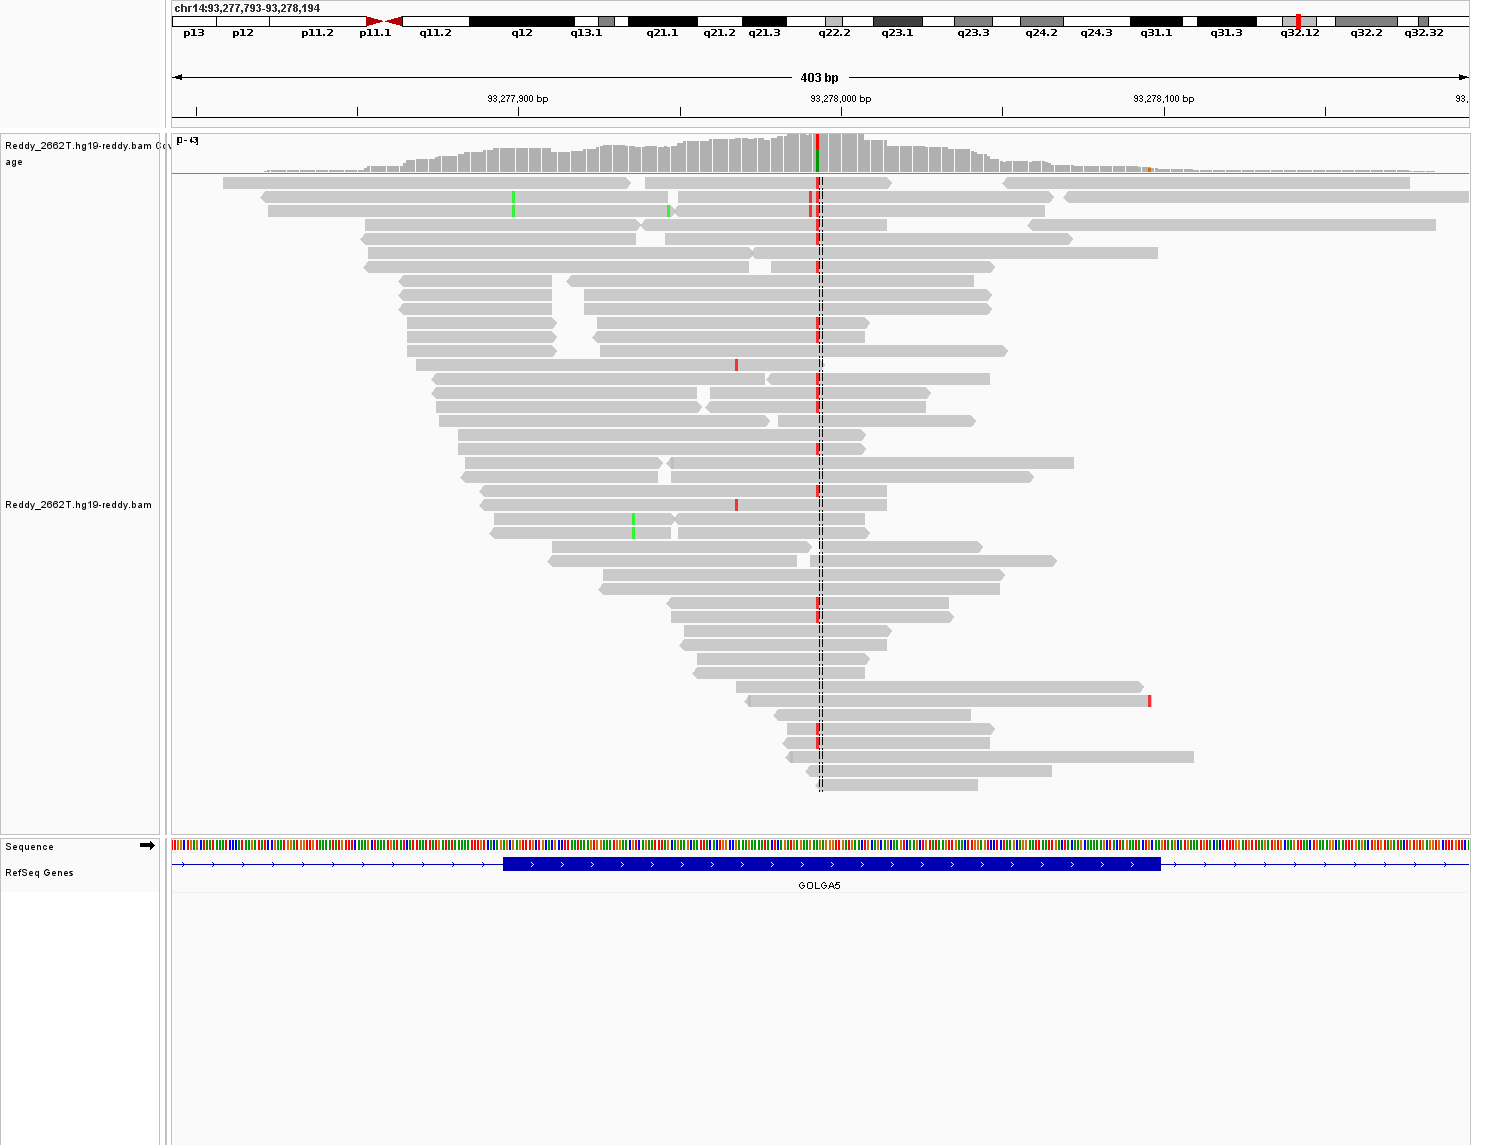 chr14:93,277,793-93,278,194
p13 p12 p11.2 p11.1 q11.2 q12 q13.1 q21.1 q21.2 q21.3 q22.2 q23.1 q23.3 q24.2 q24.3 q31.1 q31.3 q32.12 q32.2 q32.32
403 bp
93,277,900 bp 93,278,000 bp 93,278,100 bp 93,
Reddy_2662T.hg19-reddy.bam Cov
age
[0 - 43]
Reddy_2662T.hg19-reddy.bam
Sequence
RefSeq Genes
GOLGA5